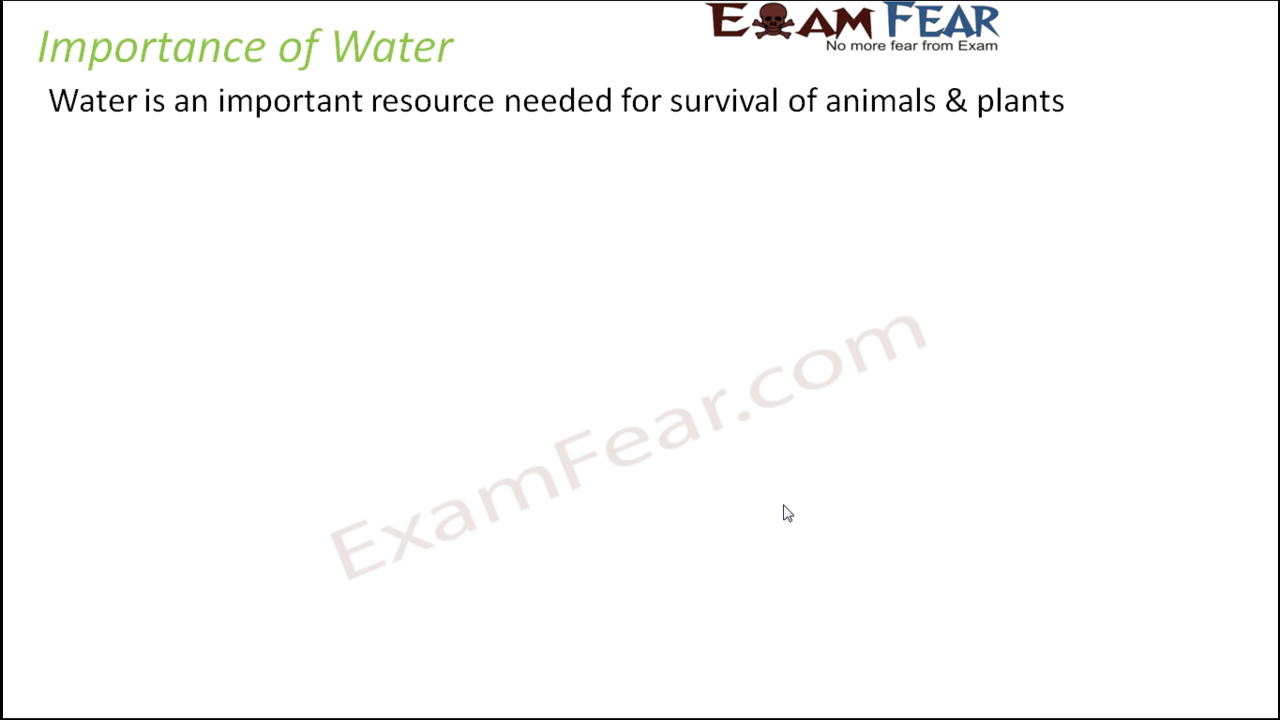 Importance of Water
EXAM FEAR
No more fear from Exam
Water is an important resource needed for survival of animals & plants
ExamFear.com